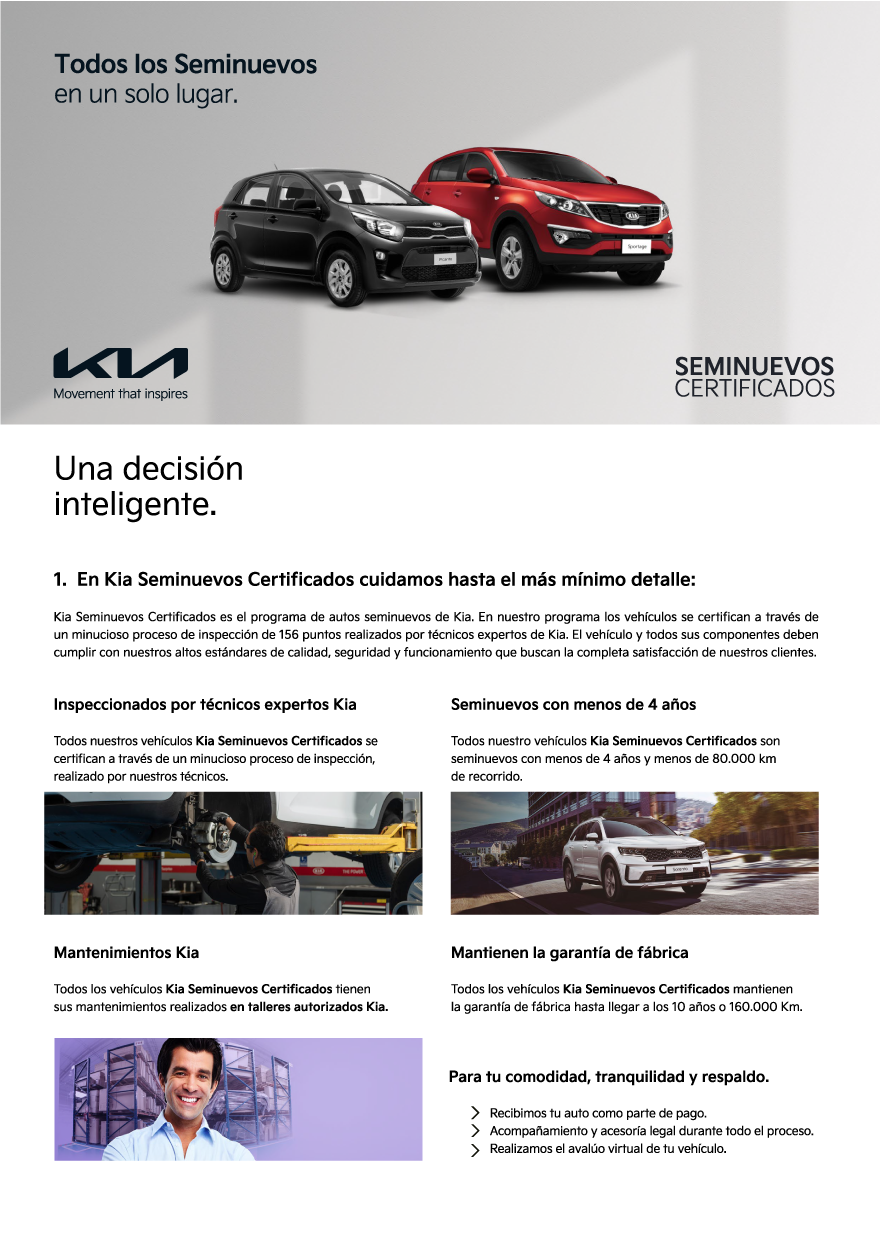 Todos los Seminuevos
en un solo lugar.
KIA
Picanto
Sportage
KIA
Movement that inspires
SEMINUEVOS
CERTIFICADOS
Una decisión
inteligente.
1. En Kia Seminuevos Certificados cuidamos hasta el más mínimo detalle:
Kia Seminuevos Certificados es el programa de autos seminuevos de Kia. En nuestro programa los vehículos se certifican a través de
un minucioso proceso de inspección de 156 puntos realizados por técnicos expertos de Kia. El vehículo y todos sus componentes deben
cumplir con nuestros altos estándares de calidad, seguridad y funcionamiento que buscan la completa satisfacción de nuestros clientes.
Inspeccionados por técnicos expertos Kia
Todos nuestros vehículos Kia Seminuevos Certificados se
certifican a través de un minucioso proceso de inspección,
realizado por nuestros técnicos.
KIA
THE POWER
Seminuevos con menos de 4 años
Todos nuestro vehículos Kia Seminuevos Certificados son
seminuevos con menos de 4 años y menos de 80.000 km
de recorrido.
Sorento
Mantenimientos Kia
Todos los vehículos Kia Seminuevos Certificados tienen
sus mantenimientos realizados en talleres autorizados Kia.
Mantienen la garantía de fábrica
Todos los vehículos Kia Seminuevos Certificados mantienen
la garantía de fábrica hasta llegar a los 10 años o 160.000 Km.
Para tu comodidad, tranquilidad y respaldo.
Recibimos tu auto como parte de pago.
Acompañamiento y acesoría legal durante todo el proceso.
Realizamos el avalúo virtual de tu vehículo.